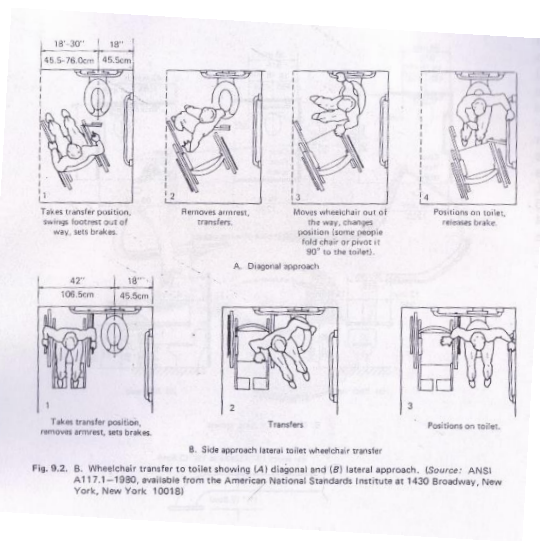 18'-30" 18"
45.5-76.0cm 45.5cm
1 2 3 4
Takes transfer position,
swings footrest out of
way, sets brakes.
Removes armrest,
transfers.
Moves wheelchair out of
the way, changes
position (some people
fold chair or pivot it
90° to the toilet).
Positions on toilet,
releases brake.
A. Diagonal approach
42" 18"
106.5cm 45.5cm
1 2 3
Takes transfer position,
removes armrest, sets brakes.
Transfers
Positions on toilet.
B. Side approach lateral toilet wheelchair transfer
Fig. 9.2. B. Wheelchair transfer to toilet showing (A) diagonal and (B) lateral approach. (Source: ANSI
A117.1—1980, available from the American National Standards Institute at 1430 Broadway, New
York, New York 10018)